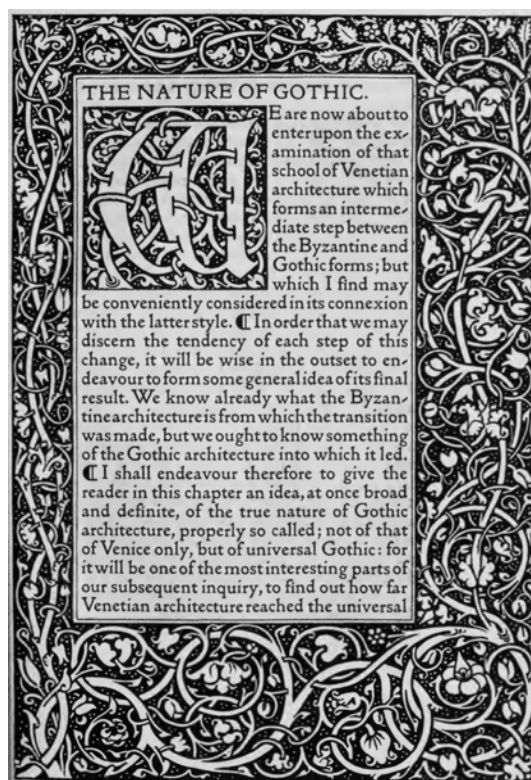 THE NATURE OF GOTHIC.
WE are now about to
enter upon the ex-
amination of that
school of Venetian
architecture which
forms an interme-
diate step between
the Byzantine and
Gothic forms; but
which I find may
be conveniently considered in its connexion
with the latter style. ¶ In order that we may
discern the tendency of each step of this
change, it will be wise in the outset to en-
deavour to form some general idea of its final
result. We know already what the Byzan-
tine architecture is from which the transition
was made, but we ought to know something
of the Gothic architecture into which it led.
¶ I shall endeavour therefore to give the
reader in this chapter an idea, at once broad
and definite, of the true nature of Gothic
architecture, properly so called; not of that
of Venice only, but of universal Gothic: for
it will be one of the most interesting parts of
our subsequent inquiry, to find out how far
Venetian architecture reached the universal